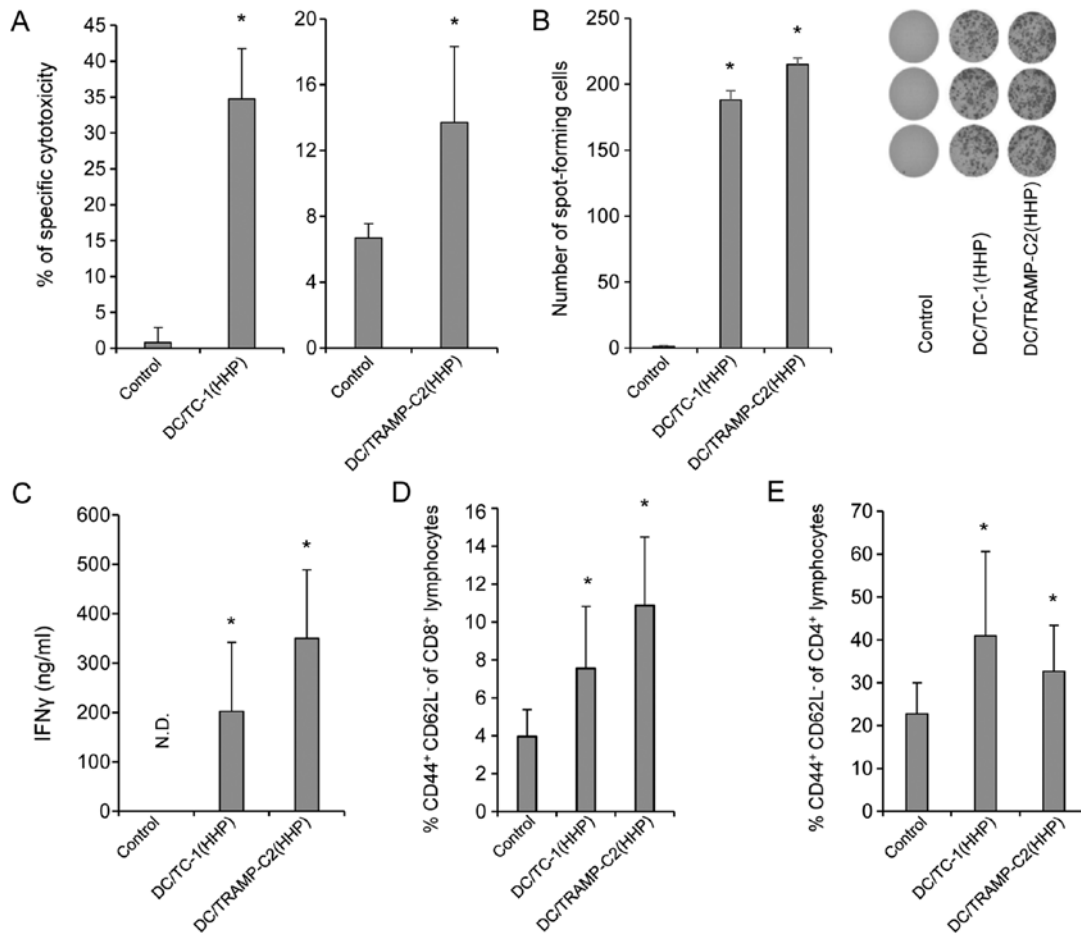 A
% of specific cytotoxicity
45
40
35
30
25
20
15
10
5
0
*
Control
DC/TC-1(HHP)
20
16
12
8
4
0
*
Control
DC/TRAMP-C2(HHP)
B
Number of spot-forming cells
250
200
150
100
50
0
*
*
Control
DC/TC-1(HHP)
DC/TRAMP-C2(HHP)
Control
DC/TC-1(HHP)
DC/TRAMP-C2(HHP)
C
IFNγ (ng/ml)
600
500
400
300
200
100
0
N.D.
*
*
Control
DC/TC-1(HHP)
DC/TRAMP-C2(HHP)
D
% CD44⁺ CD62L⁻ of CD8⁺ lymphocytes
16
14
12
10
8
6
4
2
0
*
*
Control
DC/TC-1(HHP)
DC/TRAMP-C2(HHP)
E
% CD44⁺ CD62L⁻ of CD4⁺ lymphocytes
70
60
50
40
30
20
10
0
*
*
Control
DC/TC-1(HHP)
DC/TRAMP-C2(HHP)